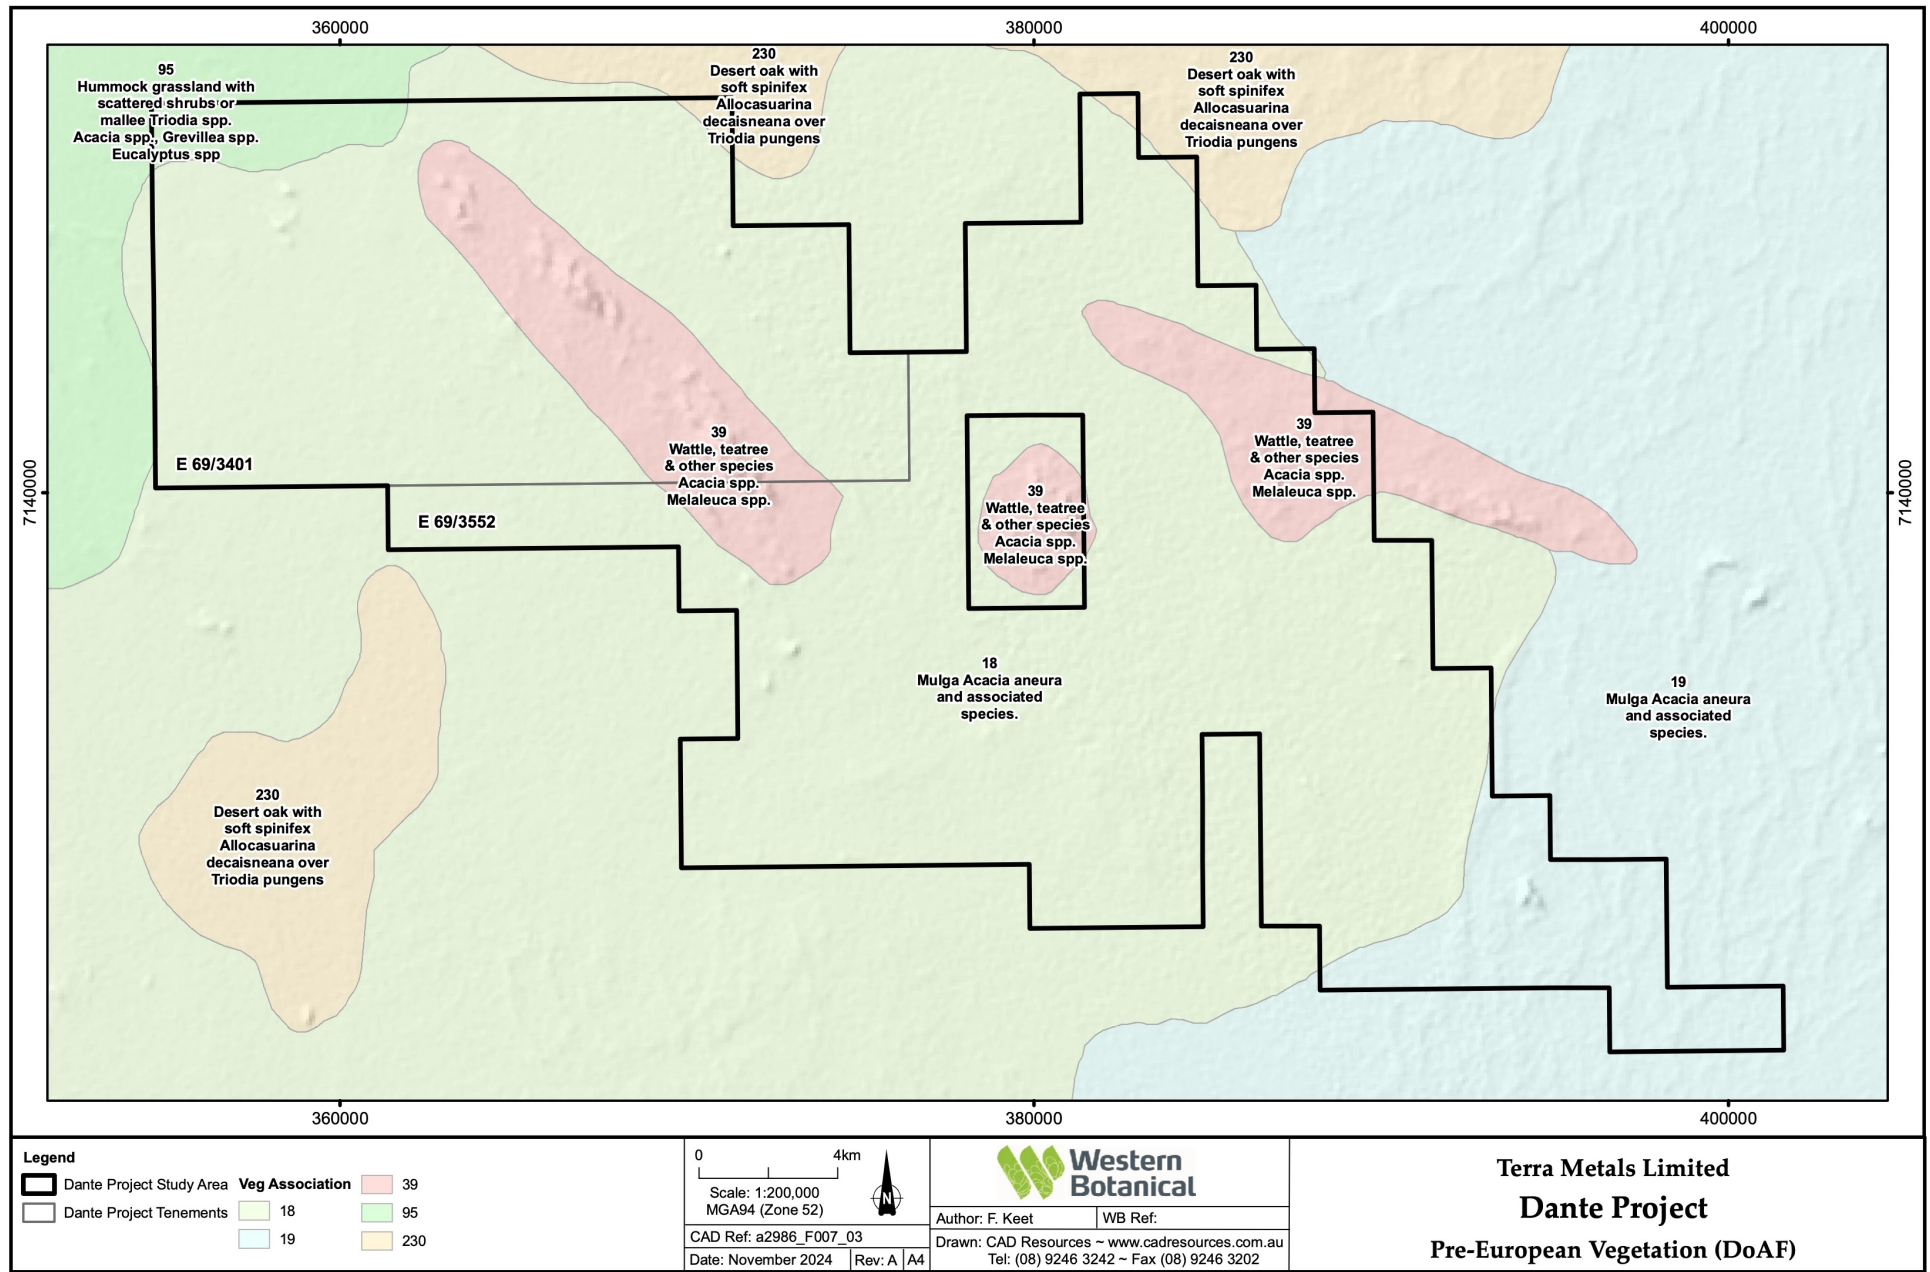 360000
380000
400000
95
Hummock grassland with
scattered shrubs or
mallee Triodia spp.
Acacia spp., Grevillea spp.
Eucalyptus spp
230
Desert oak with
soft spinifex
Allocasuarina
decaisneana over
Triodia pungens
230
Desert oak with
soft spinifex
Allocasuarina
decaisneana over
Triodia pungens
7140000
7140000
E 69/3401
E 69/3552
39
Wattle, teatree
& other species
Acacia spp.
Melaleuca spp.
39
Wattle, teatree
& other species
Acacia spp.
Melaleuca spp.
39
Wattle, teatree
& other species
Acacia spp.
Melaleuca spp.
18
Mulga Acacia aneura
and associated
species.
19
Mulga Acacia aneura
and associated
species.
230
Desert oak with
soft spinifex
Allocasuarina
decaisneana over
Triodia pungens
360000
380000
400000
Legend
Dante Project Study Area
Dante Project Tenements
Veg Association
18
19
39
95
230
0 4km
Scale: 1:200,000
MGA94 (Zone 52)
N
CAD Ref: a2986_F007_03
Date: November 2024 Rev: A A4
Western
Botanical
Author: F. Keet WB Ref:
Drawn: CAD Resources ~ www.cadresources.com.au
Tel: (08) 9246 3242 ~ Fax (08) 9246 3202
Terra Metals Limited
Dante Project
Pre-European Vegetation (DoAF)